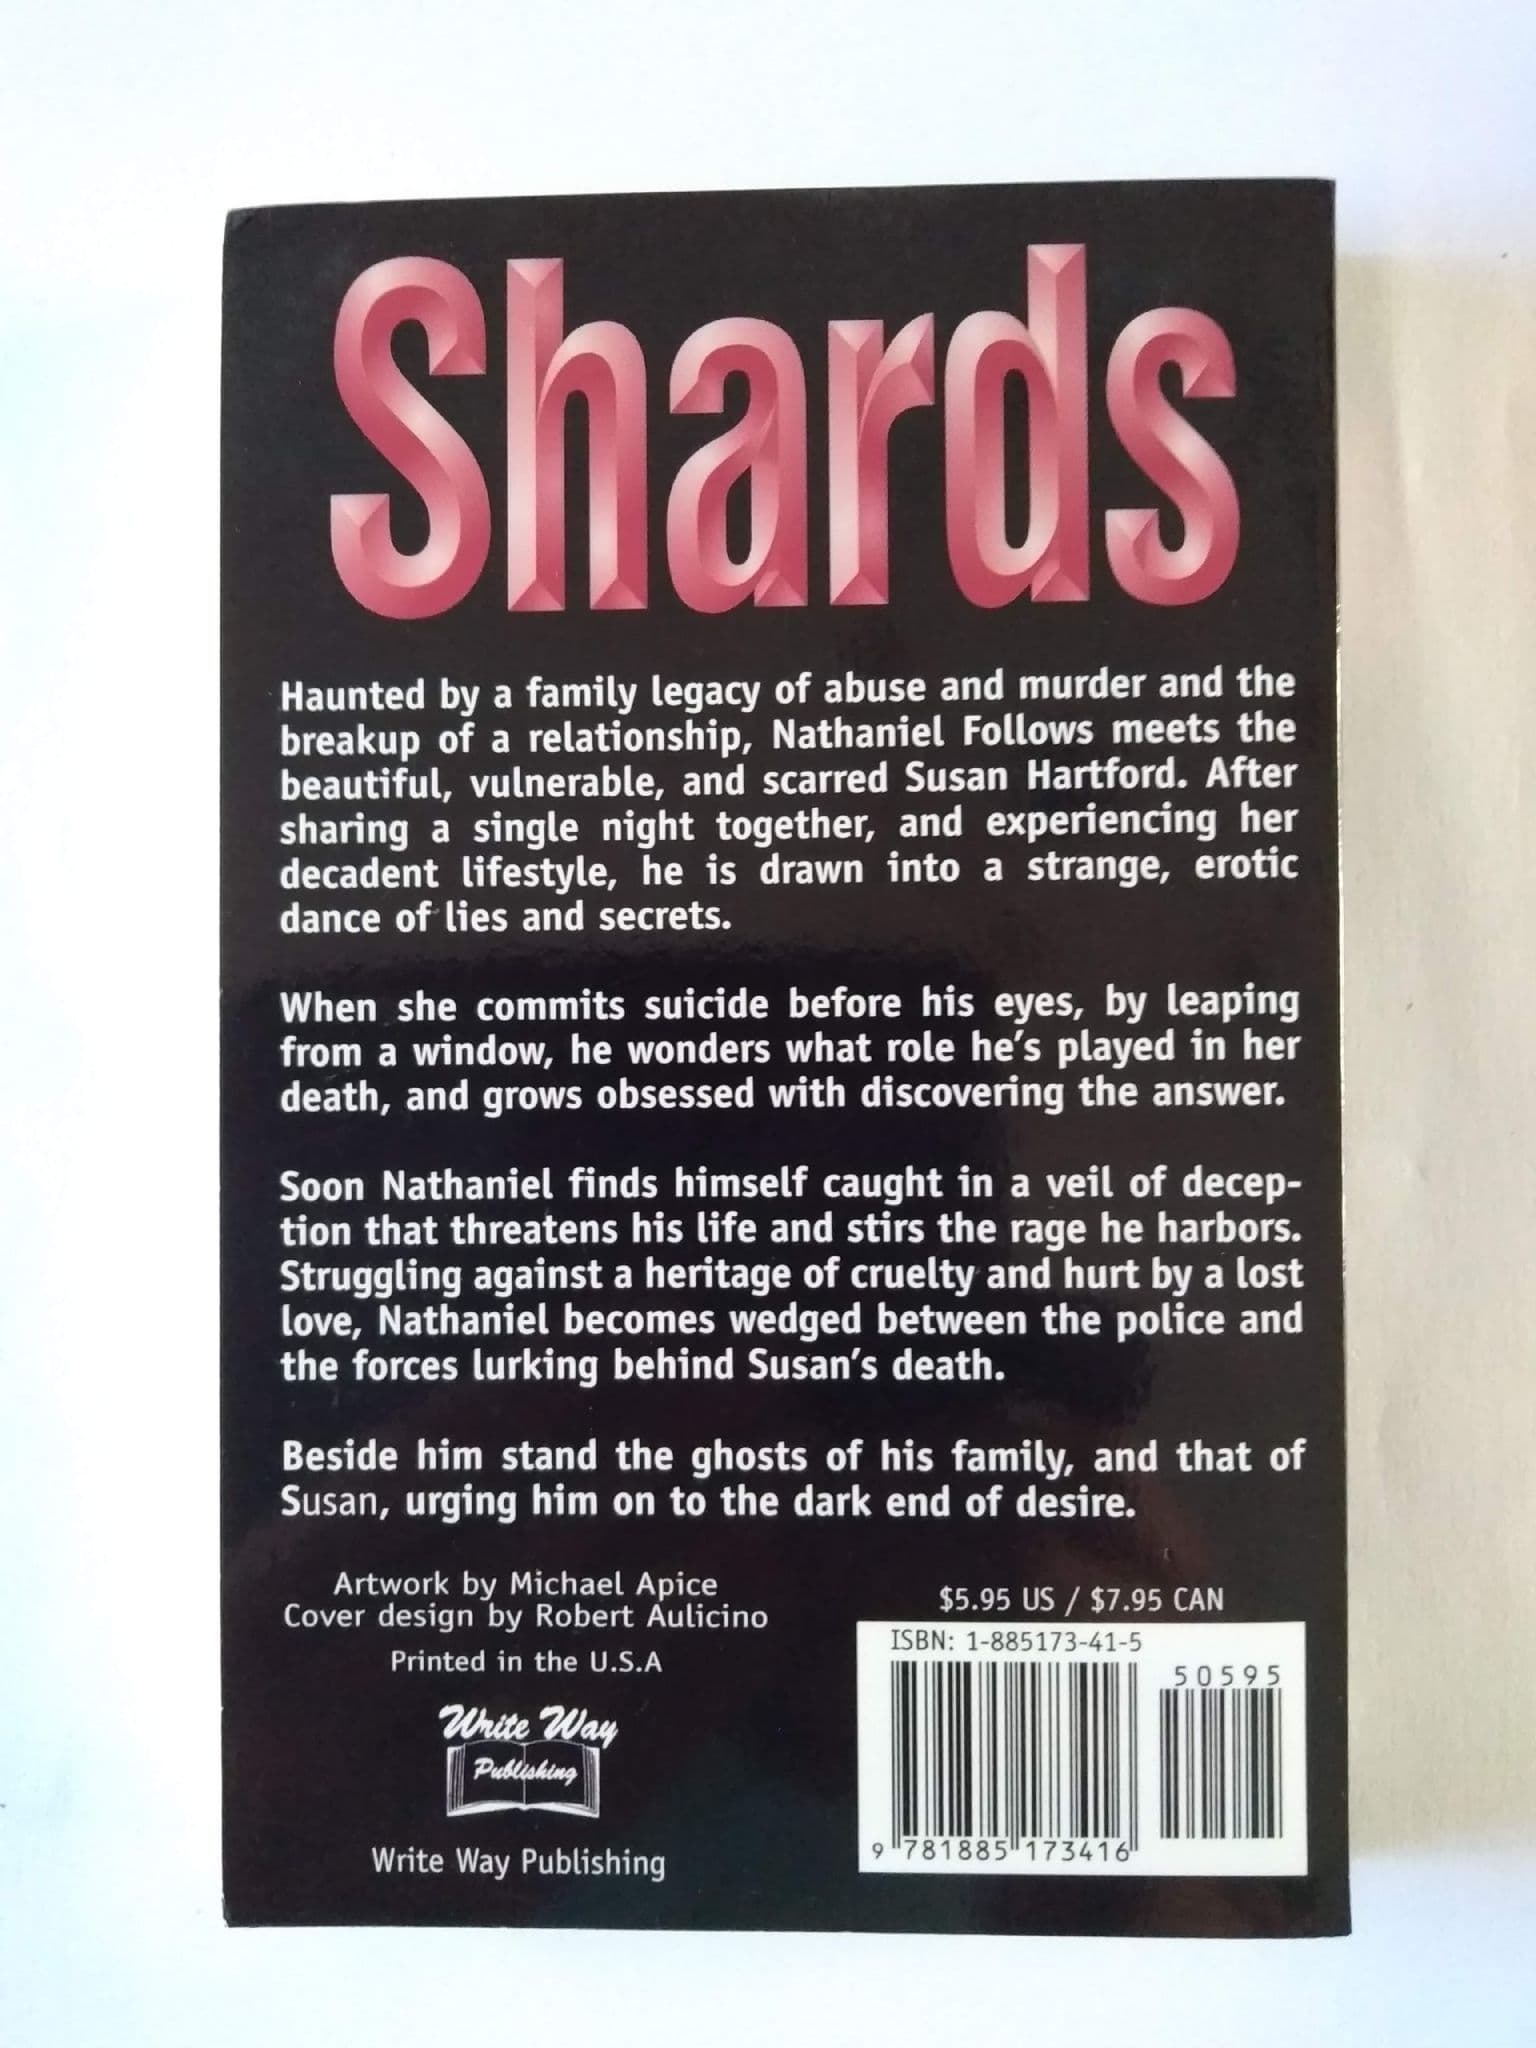 Shards
Haunted by a family legacy of abuse and murder and the
breakup of a relationship, Nathaniel Follows meets the
beautiful, vulnerable, and scarred Susan Hartford. After
sharing a single night together, and experiencing her
decadent lifestyle, he is drawn into a strange, erotic
dance of lies and secrets.
When she commits suicide before his eyes, by leaping
from a window, he wonders what role he's played in her
death, and grows obsessed with discovering the answer.
Soon Nathaniel finds himself caught in a veil of decep-
tion that threatens his life and stirs the rage he harbors.
Struggling against a heritage of cruelty and hurt by a lost
love, Nathaniel becomes wedged between the police and
the forces lurking behind Susan's death.
Beside him stand the ghosts of his family, and that of
Susan, urging him on to the dark end of desire.
Artwork by Michael Apice
Cover design by Robert Aulicino
Printed in the U.S.A
Write Way
Publishing
Write Way Publishing
$5.95 US / $7.95 CAN
ISBN: 1-885173-41-5
50595
9 781885 173416